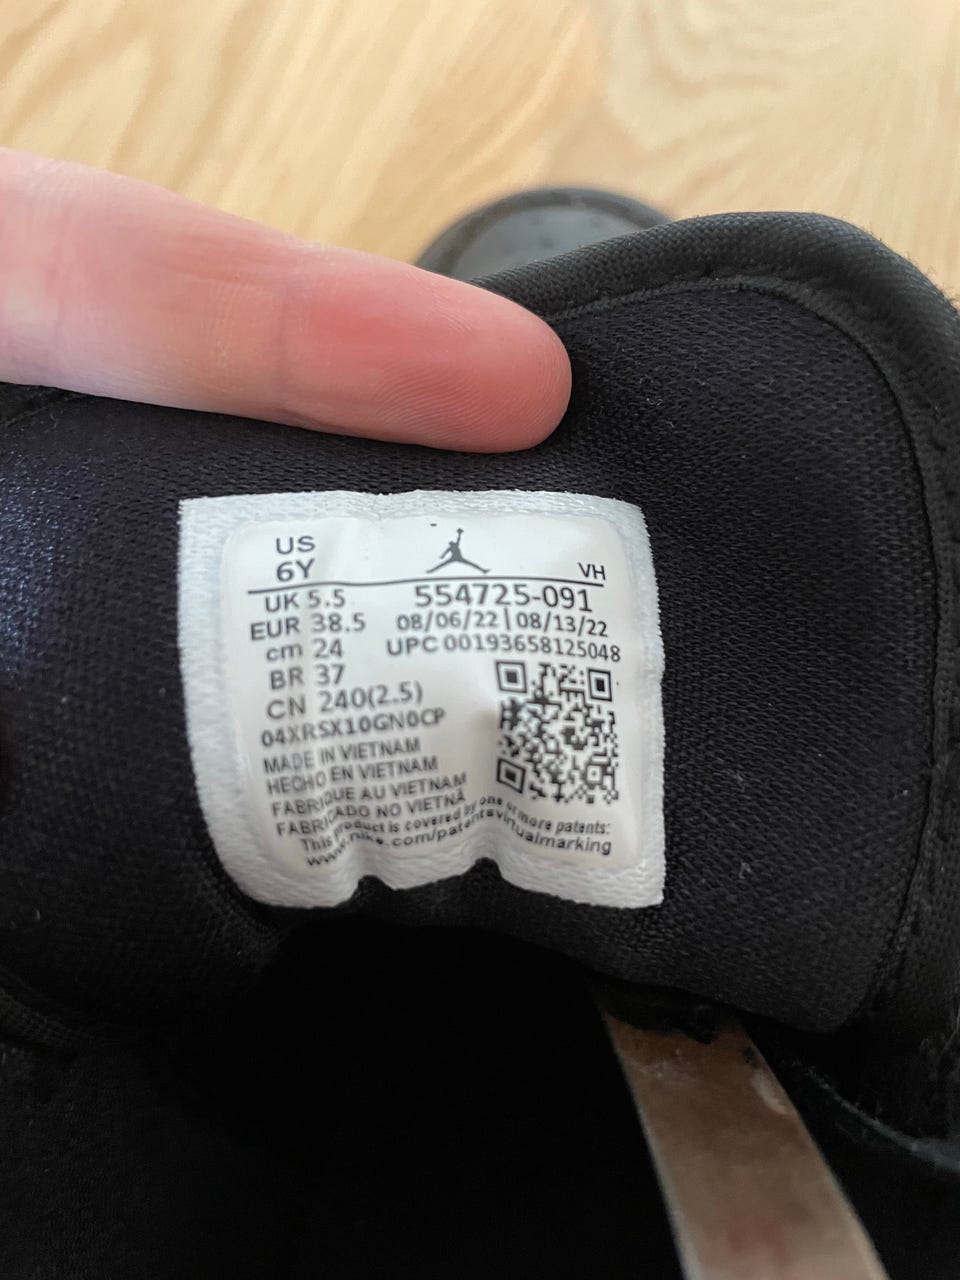 US
6Y
VH
UK 5.5
554725-091
EUR 38.5
08/06/22 | 08/13/22
cm 24
UPC 00193658125048
BR 37
CN 240(2.5)
04XRSX10GN0CP
MADE IN VIETNAM
HECHO EN VIETNAM
FABRIQUE AU VIETNAM
FABRICADO NO VIETNÃ
This product is covered by one or more patents:
www.nike.com/patentsvirtualmarking